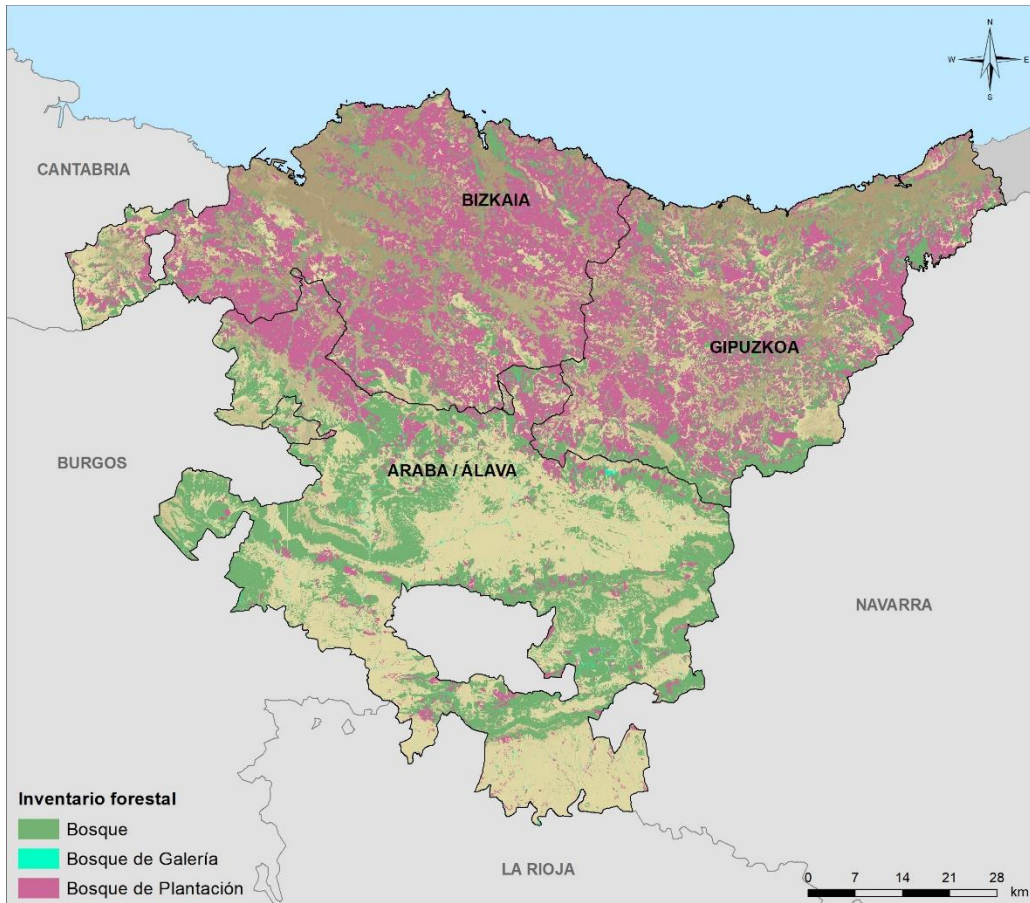 N
W E
S
CANTABRIA
BIZKAIA
GIPUZKOA
BURGOS
ARABA / ÁLAVA
NAVARRA
LA RIOJA
Inventario forestal
Bosque
Bosque de Galería
Bosque de Plantación
0 7 14 21 28
km